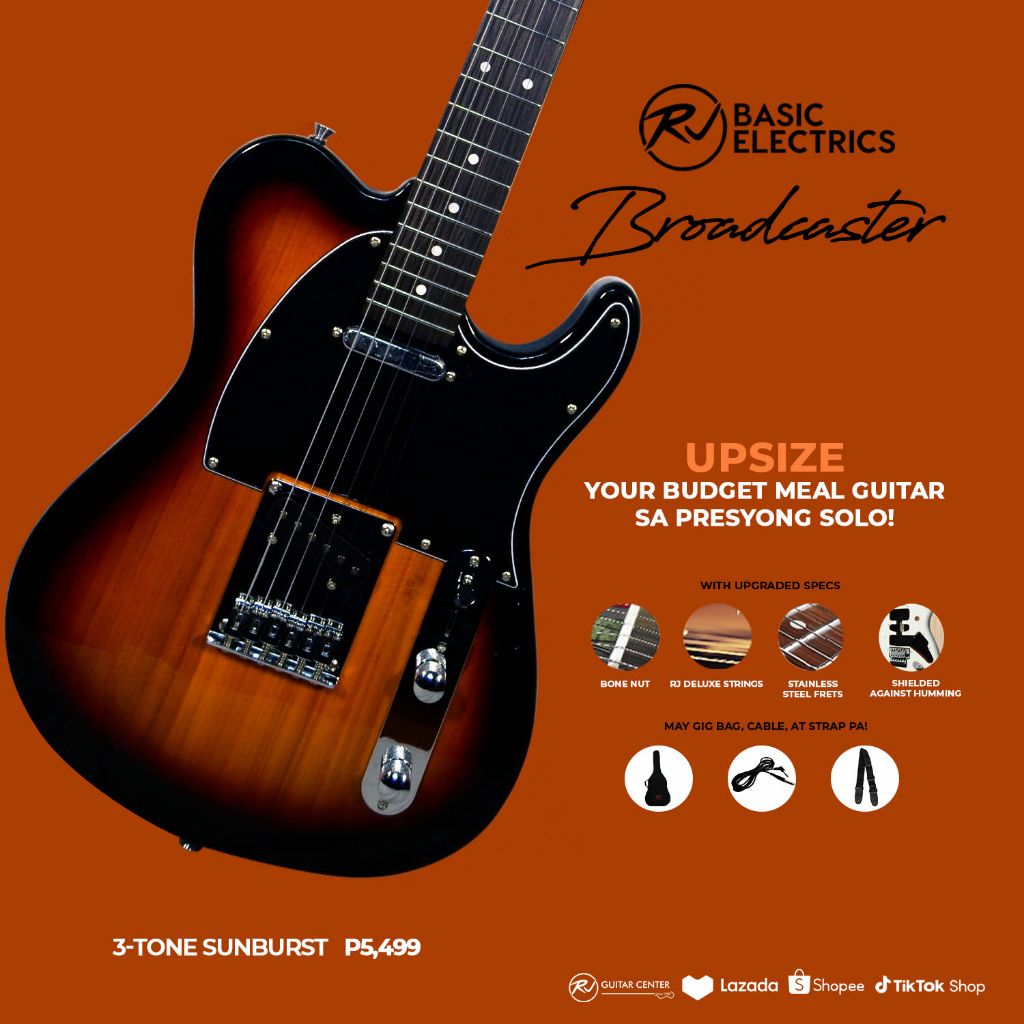 RJ BASIC
ELECTRICS
Broadcaster
UPSIZE
YOUR BUDGET MEAL GUITAR
SA PRESYONG SOLO!
WITH UPGRADED SPECS
BONE NUT
RJ DELUXE STRINGS
STAINLESS
STEEL FRETS
SHIELDED
AGAINST HUMMING
MAY GIG BAG, CABLE, AT STRAP PA!
3-TONE SUNBURST P5,499
RJ GUITAR CENTER
Lazada
S Shopee
TikTok Shop